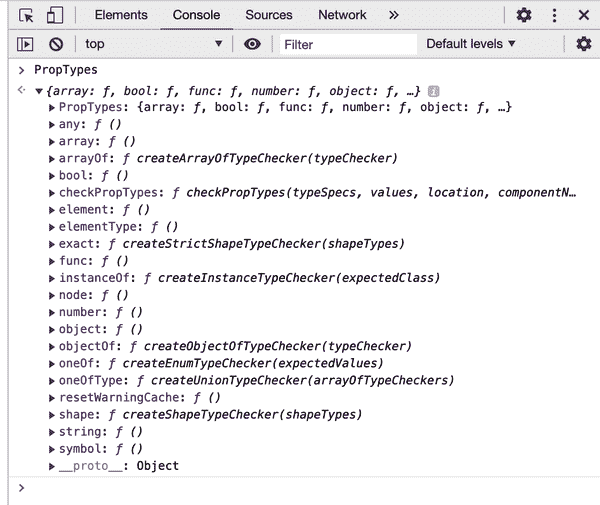 Elements Console Sources Network »
top Filter Default levels
PropTypes
{array: ƒ, bool: ƒ, func: ƒ, number: ƒ, object: ƒ, …} i
PropTypes: {array: ƒ, bool: ƒ, func: ƒ, number: ƒ, object: ƒ, …}
any: ƒ ()
array: ƒ ()
arrayOf: ƒ createArrayOfTypeChecker(typeChecker)
bool: ƒ ()
checkPropTypes: ƒ checkPropTypes(typeSpecs, values, location, componentN…
element: ƒ ()
elementType: ƒ ()
exact: ƒ createStrictShapeTypeChecker(shapeTypes)
func: ƒ ()
instanceOf: ƒ createInstanceTypeChecker(expectedClass)
node: ƒ ()
number: ƒ ()
object: ƒ ()
objectOf: ƒ createObjectOfTypeChecker(typeChecker)
oneOf: ƒ createEnumTypeChecker(expectedValues)
oneOfType: ƒ createUnionTypeChecker(arrayOfTypeCheckers)
resetWarningCache: ƒ ()
shape: ƒ createShapeTypeChecker(shapeTypes)
string: ƒ ()
symbol: ƒ ()
__proto__: Object